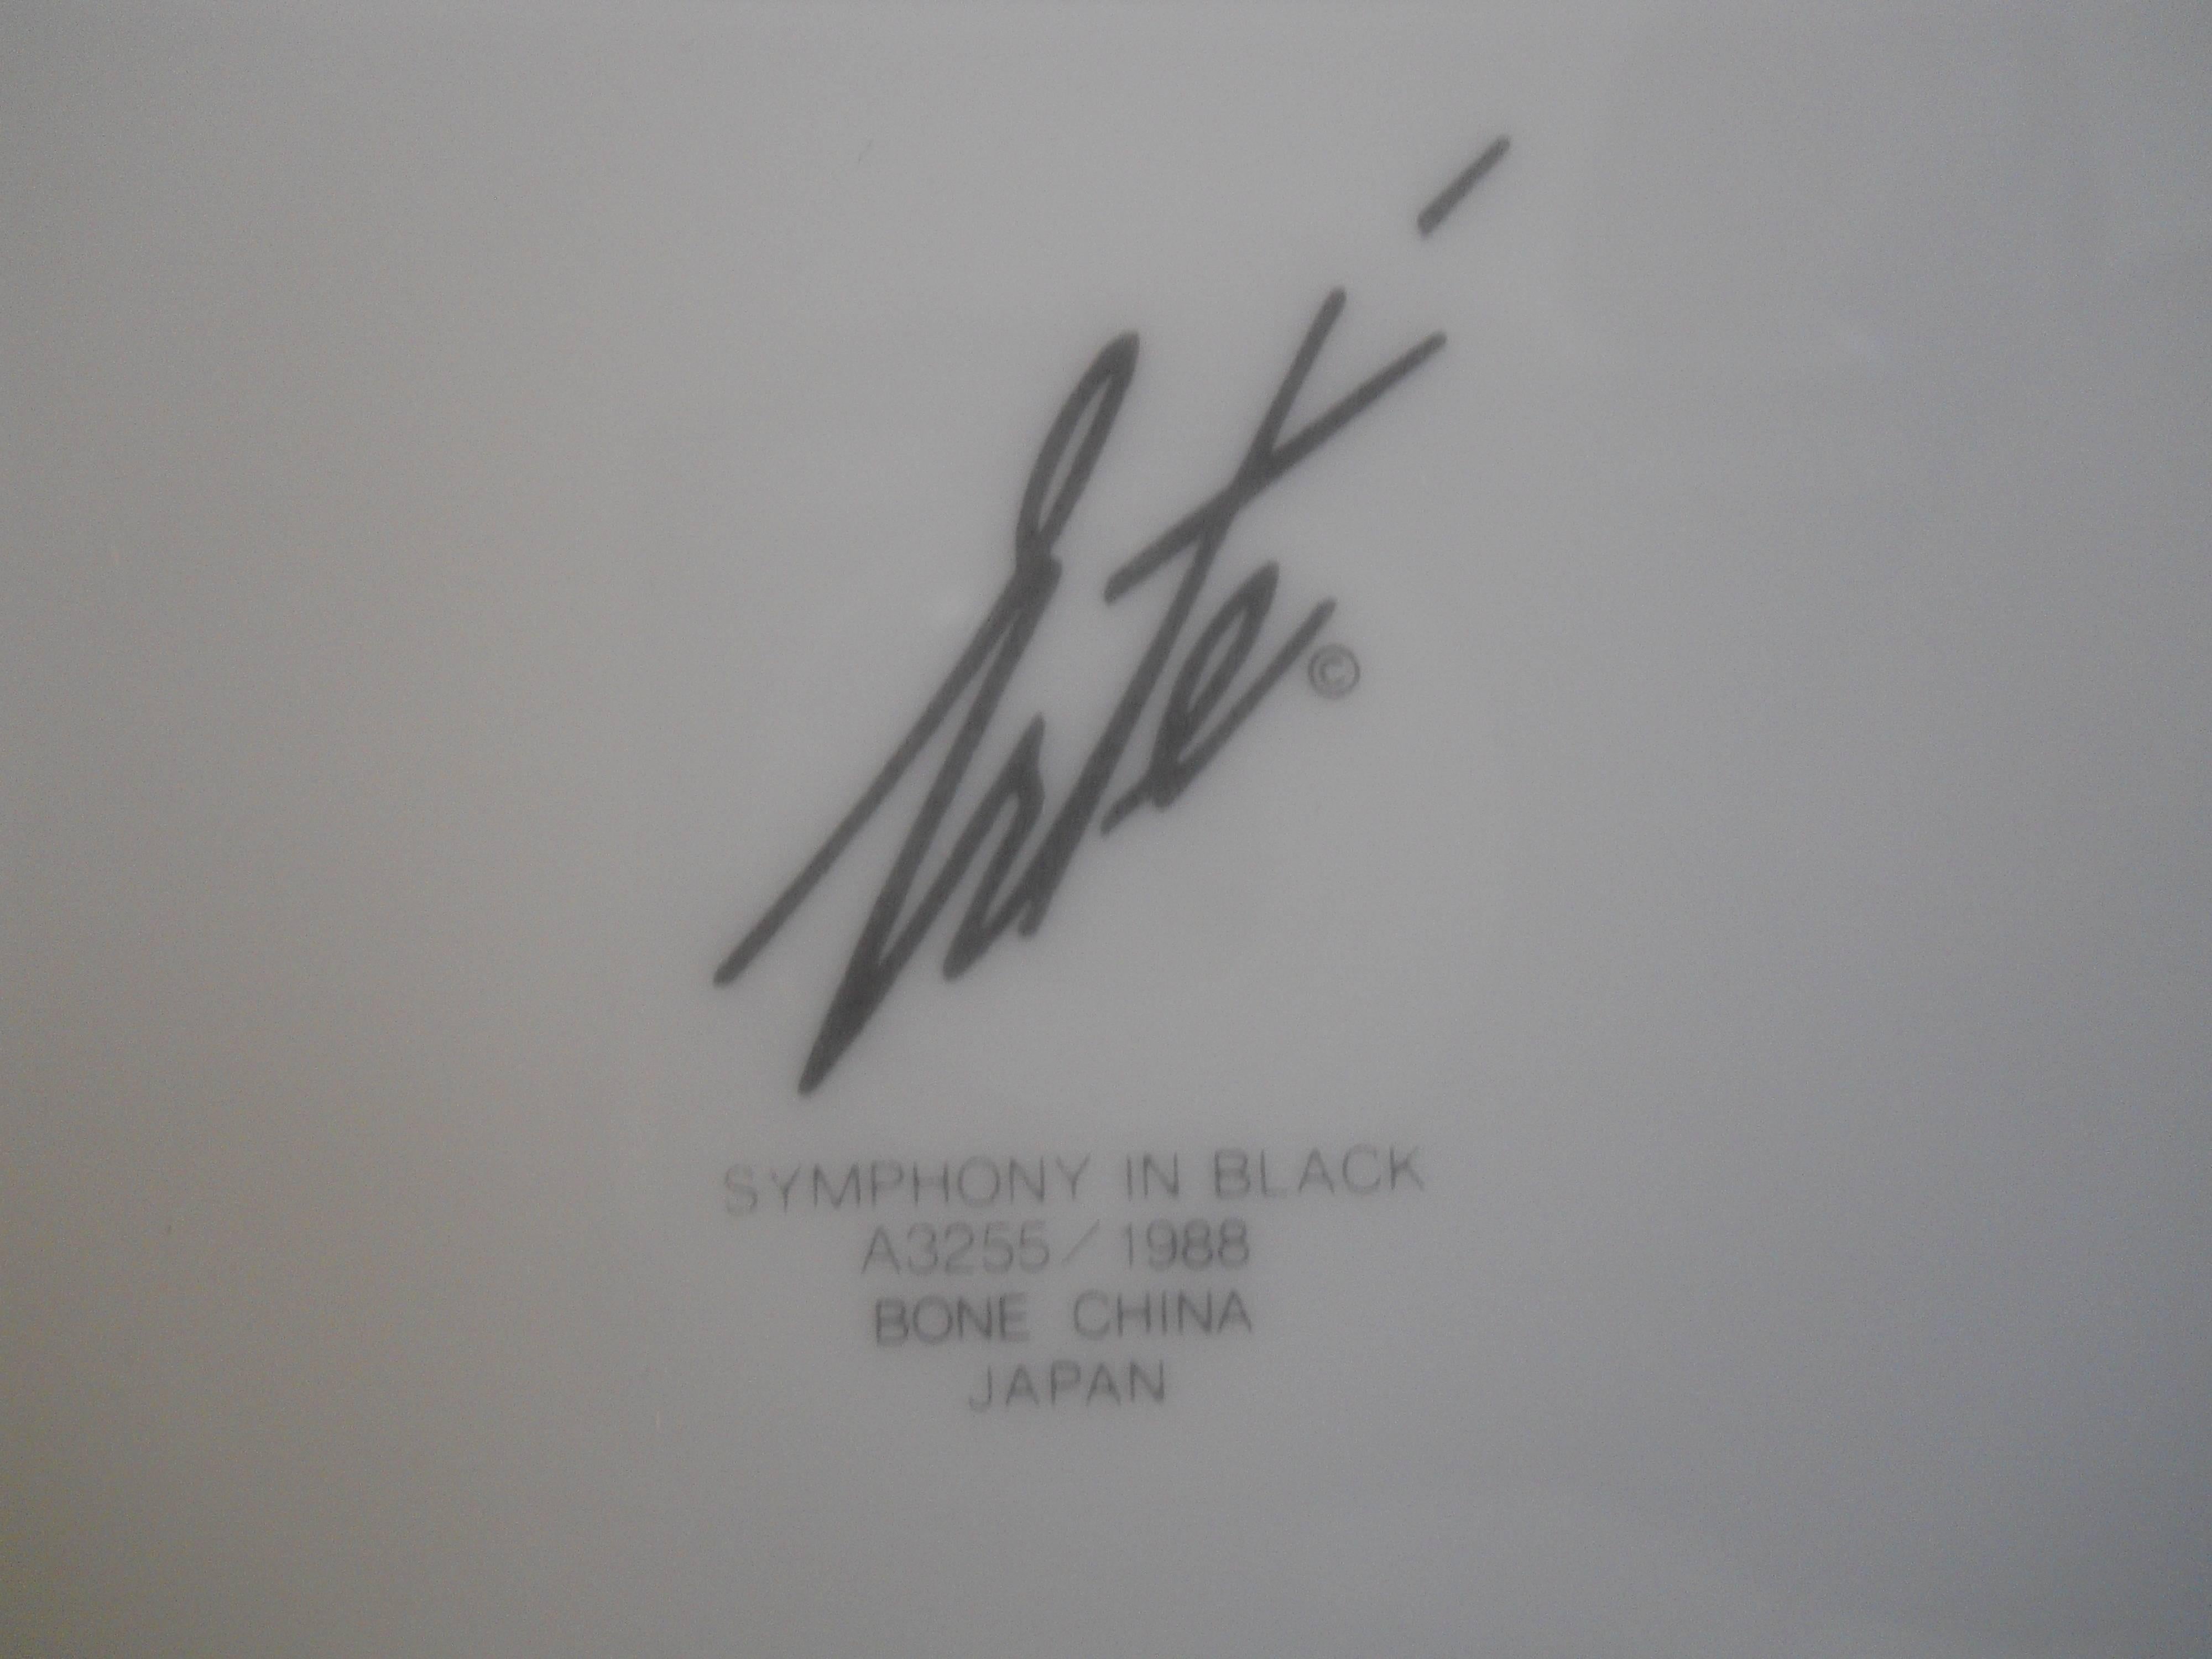 Erté ©
SYMPHONY IN BLACK
A3255/1988
BONE CHINA
JAPAN